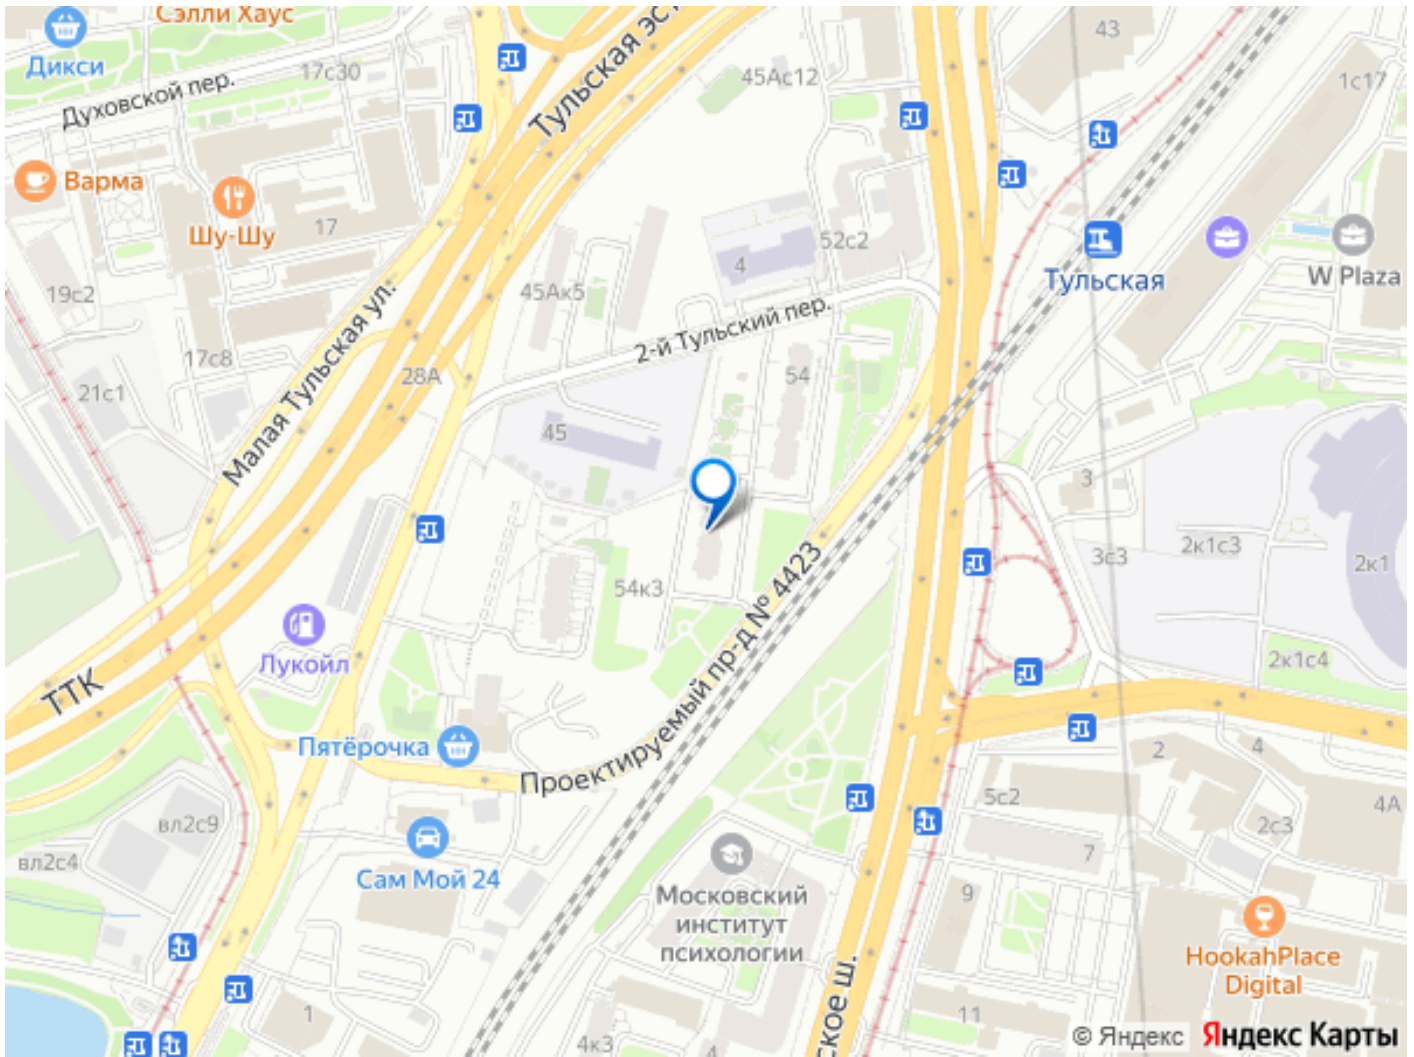 Сэлли Хаус
Дикси
17с30
Духовской пер.
Тульская эст
45Ас12
43
1с17
Варма
Шу-Шу
17
19с2
52с2
4
Тульская
W Plaza
45Ак5
Малая Тульская ул.
2-й Тульский пер.
17с8
28А
21с1
54
45
3
3с3
2к1с3
2к1
54к3
Проектируемый пр-д № 4423
Лукойл
2к1с4
ТТК
Пятёрочка
2
4
5с2
4А
2с3
вл2с9
вл2с4
7
Сам Мой 24
Московский
институт
психологии
9
HookahPlace
Digital
ское ш.
1
11
4к3
4
© Яндекс
Яндекс Карты